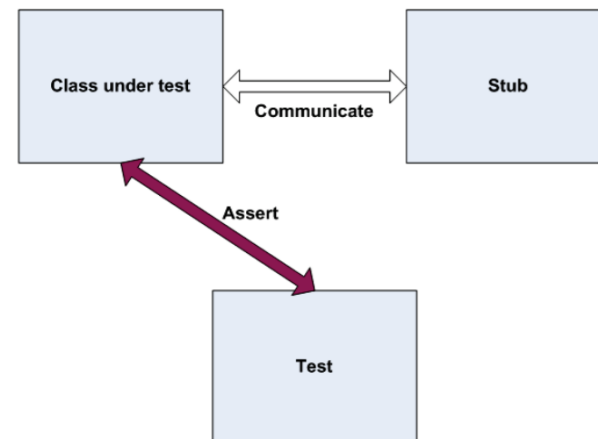 Class under test
Stub
Communicate
Assert
Test